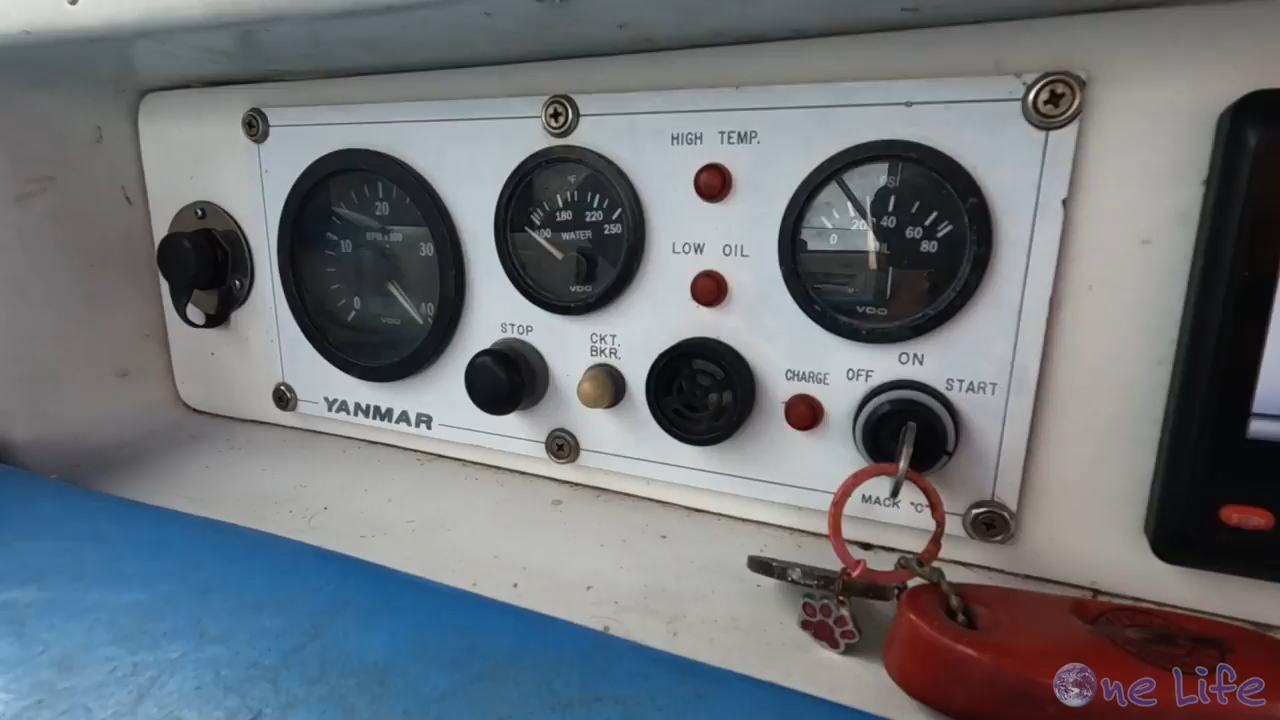 20
RPM x 100
10
30
0
40
VDO
°F
180
220
100
250
WATER
VDO
HIGH TEMP.
LOW OIL
PSI
20
40
0
60
80
OIL
VDO
STOP
CKT.
BKR.
CHARGE
OFF
ON
START
YANMAR
MACK "C"
One Life